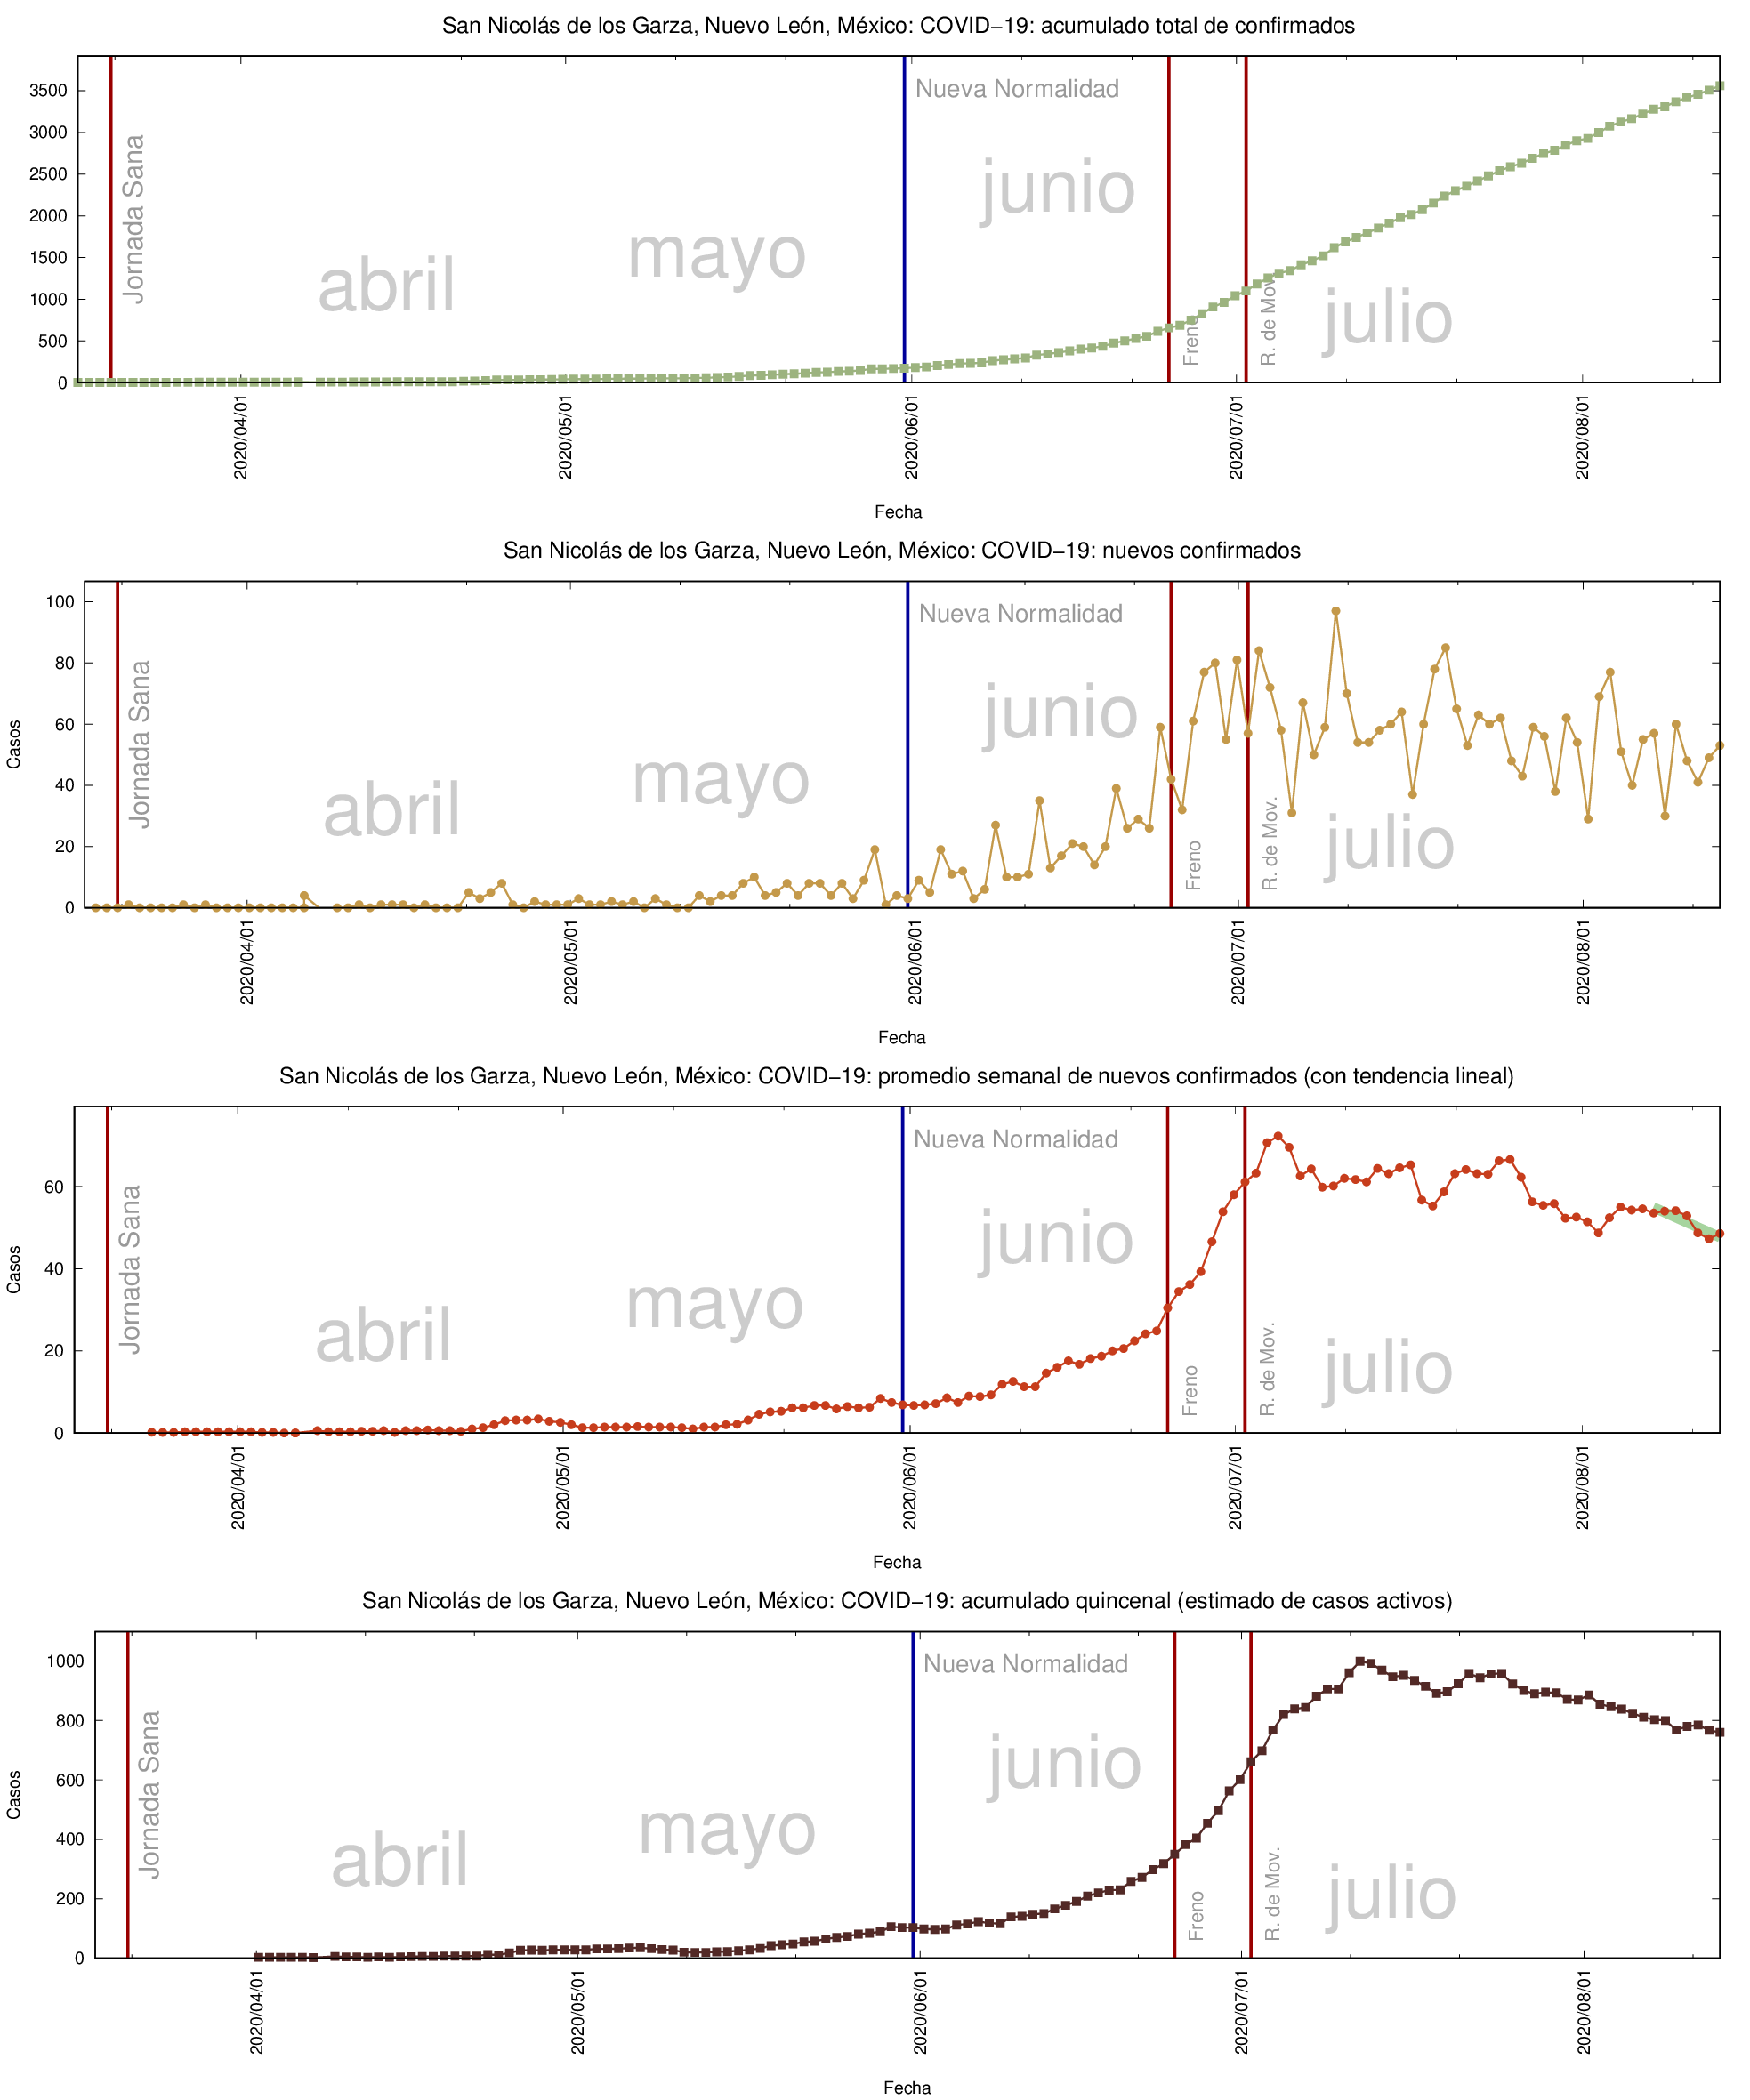 San Nicolás de los Garza, Nuevo León, México: COVID−19: acumulado total de confirmados
3500
3000
2500
2000
1500
1000
500
0
Jornada Sana
abril
mayo
Nueva Normalidad
junio
Freno
R. de Mov.
julio
2020/04/01
2020/05/01
2020/06/01
2020/07/01
2020/08/01
Fecha
San Nicolás de los Garza, Nuevo León, México: COVID−19: nuevos confirmados
Casos
100
80
60
40
20
0
Jornada Sana
abril
mayo
Nueva Normalidad
junio
Freno
R. de Mov.
julio
2020/04/01
2020/05/01
2020/06/01
2020/07/01
2020/08/01
Fecha
San Nicolás de los Garza, Nuevo León, México: COVID−19: promedio semanal de nuevos confirmados (con tendencia lineal)
Casos
60
40
20
0
Jornada Sana
abril
mayo
Nueva Normalidad
junio
Freno
R. de Mov.
julio
2020/04/01
2020/05/01
2020/06/01
2020/07/01
2020/08/01
Fecha
San Nicolás de los Garza, Nuevo León, México: COVID−19: acumulado quincenal (estimado de casos activos)
Casos
1000
800
600
400
200
0
Jornada Sana
abril
mayo
Nueva Normalidad
junio
Freno
R. de Mov.
julio
2020/04/01
2020/05/01
2020/06/01
2020/07/01
2020/08/01
Fecha